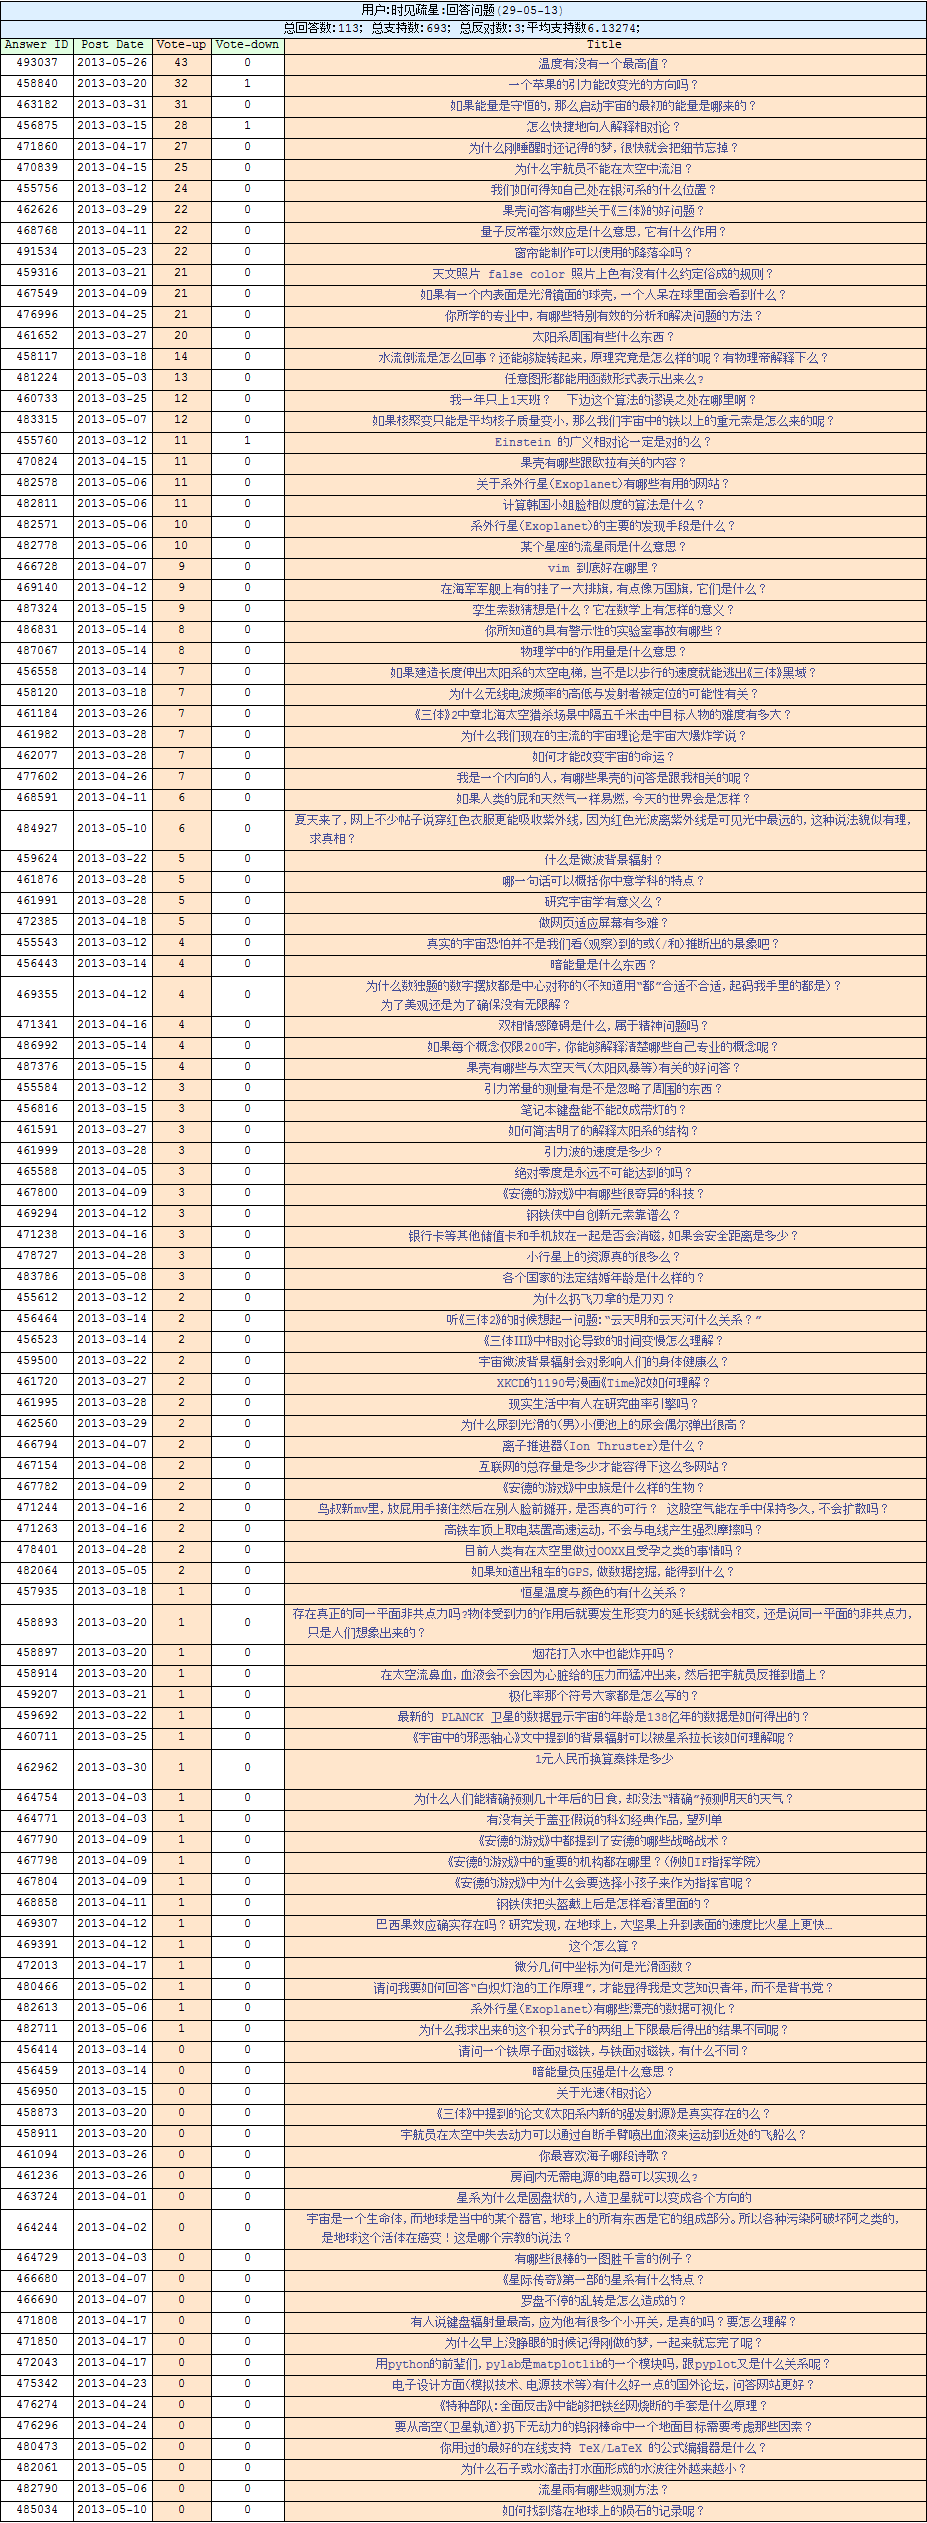 用户:时见疏星:回答问题(29-05-13)
总回答数:113; 总支持数:693; 总反对数:3;平均支持数6.13274;
Answer ID Post Date Vote-up Vote-down Title
493037 2013-05-26 43 0 温度有没有一个最高值？
458840 2013-03-20 32 1 一个苹果的引力能改变光的方向吗？
463182 2013-03-31 31 0 如果能量是守恒的，那么启动宇宙的最初的能量是哪来的？
456875 2013-03-15 28 1 怎么快捷地向人解释相对论？
471860 2013-04-17 27 0 为什么刚睡醒时还记得的梦，很快就会把细节忘掉？
470839 2013-04-15 25 0 为什么宇航员不能在太空中流泪？
455756 2013-03-12 24 0 我们如何得知自己处在银河系的什么位置？
462626 2013-03-29 22 0 果壳问答有哪些关于《三体》的好问题？
468768 2013-04-11 22 0 量子反常霍尔效应是什么意思，它有什么作用？
491534 2013-05-23 22 0 窗帘能制作可以使用的降落伞吗？
459316 2013-03-21 21 0 天文照片 false color 照片上色有没有什么约定俗成的规则？
467549 2013-04-09 21 0 如果有一个内表面是光滑镜面的球壳，一个人呆在球里面会看到什么？
476996 2013-04-25 21 0 你所学的专业中，有哪些特别有效的分析和解决问题的方法？
461652 2013-03-27 20 0 太阳系周围有些什么东西？
458117 2013-03-18 14 0 水流倒流是怎么回事？还能够旋转起来，原理究竟是怎么样的呢？有物理帝解释下么？
481224 2013-05-03 13 0 任意图形都能用函数形式表示出来么?
460733 2013-03-25 12 0 我一年只上1天班？ 下边这个算法的谬误之处在哪里啊？
483315 2013-05-07 12 0 如果核聚变只能是平均核子质量变小，那么我们宇宙中的铁以上的重元素是怎么来的呢？
455760 2013-03-12 11 1 Einstein 的广义相对论一定是对的么？
470824 2013-04-15 11 0 果壳有哪些跟欧拉有关的内容？
482578 2013-05-06 11 0 关于系外行星(Exoplanet)有哪些有用的网站？
482811 2013-05-06 11 0 计算韩国小姐脸相似度的算法是什么？
482571 2013-05-06 10 0 系外行星(Exoplanet)的主要的发现手段是什么？
482778 2013-05-06 10 0 某个星座的流星雨是什么意思？
466728 2013-04-07 9 0 vim 到底好在哪里？
469140 2013-04-12 9 0 在海军军舰上有的挂了一大排旗，有点像万国旗，它们是什么？
487324 2013-05-15 9 0 孪生素数猜想是什么？它在数学上有怎样的意义？
486831 2013-05-14 8 0 你所知道的具有警示性的实验室事故有哪些？
487067 2013-05-14 8 0 物理学中的作用量是什么意思？
456558 2013-03-14 7 0 如果建造长度伸出太阳系的太空电梯，岂不是以步行的速度就能逃出《三体》黑域？
458120 2013-03-18 7 0 为什么无线电波频率的高低与发射者被定位的可能性有关？
461184 2013-03-26 7 0 《三体》2中章北海太空猎杀场景中隔五千米击中目标人物的难度有多大？
461982 2013-03-28 7 0 为什么我们现在的主流的宇宙理论是宇宙大爆炸学说？
462077 2013-03-28 7 0 如何才能改变宇宙的命运？
477602 2013-04-26 7 0 我是一个内向的人，有哪些果壳的问答是跟我相关的呢？
468591 2013-04-11 6 0 如果人类的屁和天然气一样易燃，今天的世界会是怎样？
484927 2013-05-10 6 0 夏天来了，网上不少帖子说穿红色衣服更能吸收紫外线，因为红色光波离紫外线是可见光中最远的，这种说法貌似有理，
求真相？
459624 2013-03-22 5 0 什么是微波背景辐射？
461876 2013-03-28 5 0 哪一句话可以概括你中意学科的特点？
461991 2013-03-28 5 0 研究宇宙学有意义么？
472385 2013-04-18 5 0 做网页适应屏幕有多难？
455543 2013-03-12 4 0 真实的宇宙恐怕并不是我们看(观察)到的或(/和)推断出的景象吧？
456443 2013-03-14 4 0 暗能量是什么东西？
469355 2013-04-12 4 0 为什么数独题的数字摆放都是中心对称的(不知道用“都”合适不合适，起码我手里的都是)？
为了美观还是为了确保没有无限解？
471341 2013-04-16 4 0 双相情感障碍是什么，属于精神问题吗？
486992 2013-05-14 4 0 如果每个概念仅限200字，你能够解释清楚哪些自己专业的概念呢？
487376 2013-05-15 4 0 果壳有哪些与太空天气(太阳风暴等)有关的好问答？
455584 2013-03-12 3 0 引力常量的测量有是不是忽略了周围的东西？
456816 2013-03-15 3 0 笔记本键盘能不能改成带灯的？
461591 2013-03-27 3 0 如何简洁明了的解释太阳系的结构？
461999 2013-03-28 3 0 引力波的速度是多少？
465588 2013-04-05 3 0 绝对零度是永远不可能达到的吗？
467800 2013-04-09 3 0 《安德的游戏》中有哪些很奇异的科技？
469294 2013-04-12 3 0 钢铁侠中自创新元素靠谱么？
471238 2013-04-16 3 0 银行卡等其他储值卡和手机放在一起是否会消磁，如果会安全距离是多少？
478727 2013-04-28 3 0 小行星上的资源真的很多么？
483786 2013-05-08 3 0 各个国家的法定结婚年龄是什么样的？
455612 2013-03-12 2 0 为什么扔飞刀拿的是刀刃？
456464 2013-03-14 2 0 听《三体2》的时候想起一问题:“云天明和云天河什么关系？”
456523 2013-03-14 2 0 《三体III》中相对论导致的时间变慢怎么理解？
459500 2013-03-22 2 0 宇宙微波背景辐射会对影响人们的身体健康么？
461720 2013-03-27 2 0 XKCD的1190号漫画《Time》改如何理解？
461995 2013-03-28 2 0 现实生活中有人在研究曲率引擎吗？
462560 2013-03-29 2 0 为什么尿到光滑的(男)小便池上的尿会偶尔弹出很高？
466794 2013-04-07 2 0 离子推进器(Ion Thruster)是什么？
467154 2013-04-08 2 0 互联网的总存量是多少才能容得下这么多网站？
467782 2013-04-09 2 0 《安德的游戏》中虫族是什么样的生物？
471244 2013-04-16 2 0 鸟叔新mv里，放屁用手接住然后在别人脸前摊开，是否真的可行？ 这股空气能在手中保持多久，不会扩散吗？
471263 2013-04-16 2 0 高铁车顶上取电装置高速运动，不会与电线产生强烈摩擦吗？
478401 2013-04-28 2 0 目前人类有在太空里做过OOXX且受孕之类的事情吗？
482064 2013-05-05 2 0 如果知道出租车的GPS，做数据挖掘，能得到什么？
457935 2013-03-18 1 0 恒星温度与颜色的有什么关系？
458893 2013-03-20 1 0 存在真正的同一平面非共点力吗?物体受到力的作用后就要发生形变力的延长线就会相交，还是说同一平面的非共点力，
只是人们想象出来的？
458897 2013-03-20 1 0 烟花打入水中也能炸开吗？
458914 2013-03-20 1 0 在太空流鼻血，血液会不会因为心脏给的压力而猛冲出来，然后把宇航员反推到墙上？
459207 2013-03-21 1 0 极化率那个符号大家都是怎么写的？
459692 2013-03-22 1 0 最新的 PLANCK 卫星的数据显示宇宙的年龄是138亿年的数据是如何得出的？
460711 2013-03-25 1 0 《宇宙中的邪恶轴心》文中提到的背景辐射可以被星系拉长该如何理解呢？
462962 2013-03-30 1 0 1元人民币换算泰铢是多少
464754 2013-04-03 1 0 为什么人们能精确预测几十年后的日食，却没法“精确”预测明天的天气？
464771 2013-04-03 1 0 有没有关于盖亚假说的科幻经典作品，望列单
467790 2013-04-09 1 0 《安德的游戏》中都提到了安德的哪些战略战术？
467798 2013-04-09 1 0 《安德的游戏》中的重要的机构都在哪里？(例如IF指挥学院)
467804 2013-04-09 1 0 《安德的游戏》中为什么会要选择小孩子来作为指挥官呢？
468858 2013-04-11 1 0 钢铁侠把头盔戴上后是怎样看清里面的？
469307 2013-04-12 1 0 巴西果效应确实存在吗？研究发现，在地球上，大坚果上升到表面的速度比火星上更快…
469391 2013-04-12 1 0 这个怎么算？
472013 2013-04-17 1 0 微分几何中坐标为何是光滑函数？
480466 2013-05-02 1 0 请问我要如何回答“白炽灯泡的工作原理”，才能显得我是文艺知识青年，而不是背书党？
482613 2013-05-06 1 0 系外行星(Exoplanet)有哪些漂亮的数据可视化？
482711 2013-05-06 1 0 为什么我求出来的这个积分式子的两组上下限最后得出的结果不同呢？
456414 2013-03-14 0 0 请问一个铁原子面对磁铁，与铁面对磁铁，有什么不同？
456459 2013-03-14 0 0 暗能量负压强是什么意思？
456950 2013-03-15 0 0 关于光速(相对论)
458873 2013-03-20 0 0 《三体》中提到的论文《太阳系内新的强发射源》是真实存在的么？
458911 2013-03-20 0 0 宇航员在太空中失去动力可以通过自断手臂喷出血液来运动到近处的飞船么？
461094 2013-03-26 0 0 你最喜欢海子哪段诗歌？
461236 2013-03-26 0 0 房间内无需电源的电器可以实现么?
463724 2013-04-01 0 0 星系为什么是圆盘状的,人造卫星就可以变成各个方向的
464244 2013-04-02 0 0 宇宙是一个生命体，而地球是当中的某个器官，地球上的所有东西是它的组成部分。所以各种污染阿破坏阿之类的，
是地球这个活体在癌变！这是哪个宗教的说法？
464729 2013-04-03 0 0 有哪些很棒的一图胜千言的例子？
466680 2013-04-07 0 0 《星际传奇》第一部的星系有什么特点？
466690 2013-04-07 0 0 罗盘不停的乱转是怎么造成的？
471808 2013-04-17 0 0 有人说键盘辐射量最高，应为他有很多个小开关，是真的吗？要怎么理解？
471850 2013-04-17 0 0 为什么早上没睁眼的时候记得刚做的梦，一起来就忘完了呢？
472043 2013-04-17 0 0 用python的前辈们，pylab是matplotlib的一个模块吗，跟pyplot又是什么关系呢？
475342 2013-04-23 0 0 电子设计方面(模拟技术、电源技术等)有什么好一点的国外论坛，问答网站更好？
476274 2013-04-24 0 0 《特种部队:全面反击》中能够把铁丝网烧断的手套是什么原理？
476296 2013-04-24 0 0 要从高空(卫星轨道)扔下无动力的钨钢棒命中一个地面目标需要考虑那些因素？
480473 2013-05-02 0 0 你用过的最好的在线支持 TeX/LaTeX 的公式编辑器是什么？
482061 2013-05-05 0 0 为什么石子或水滴击打水面形成的水波往外越来越小？
482790 2013-05-06 0 0 流星雨有哪些观测方法？
485034 2013-05-10 0 0 如何找到落在地球上的陨石的记录呢？